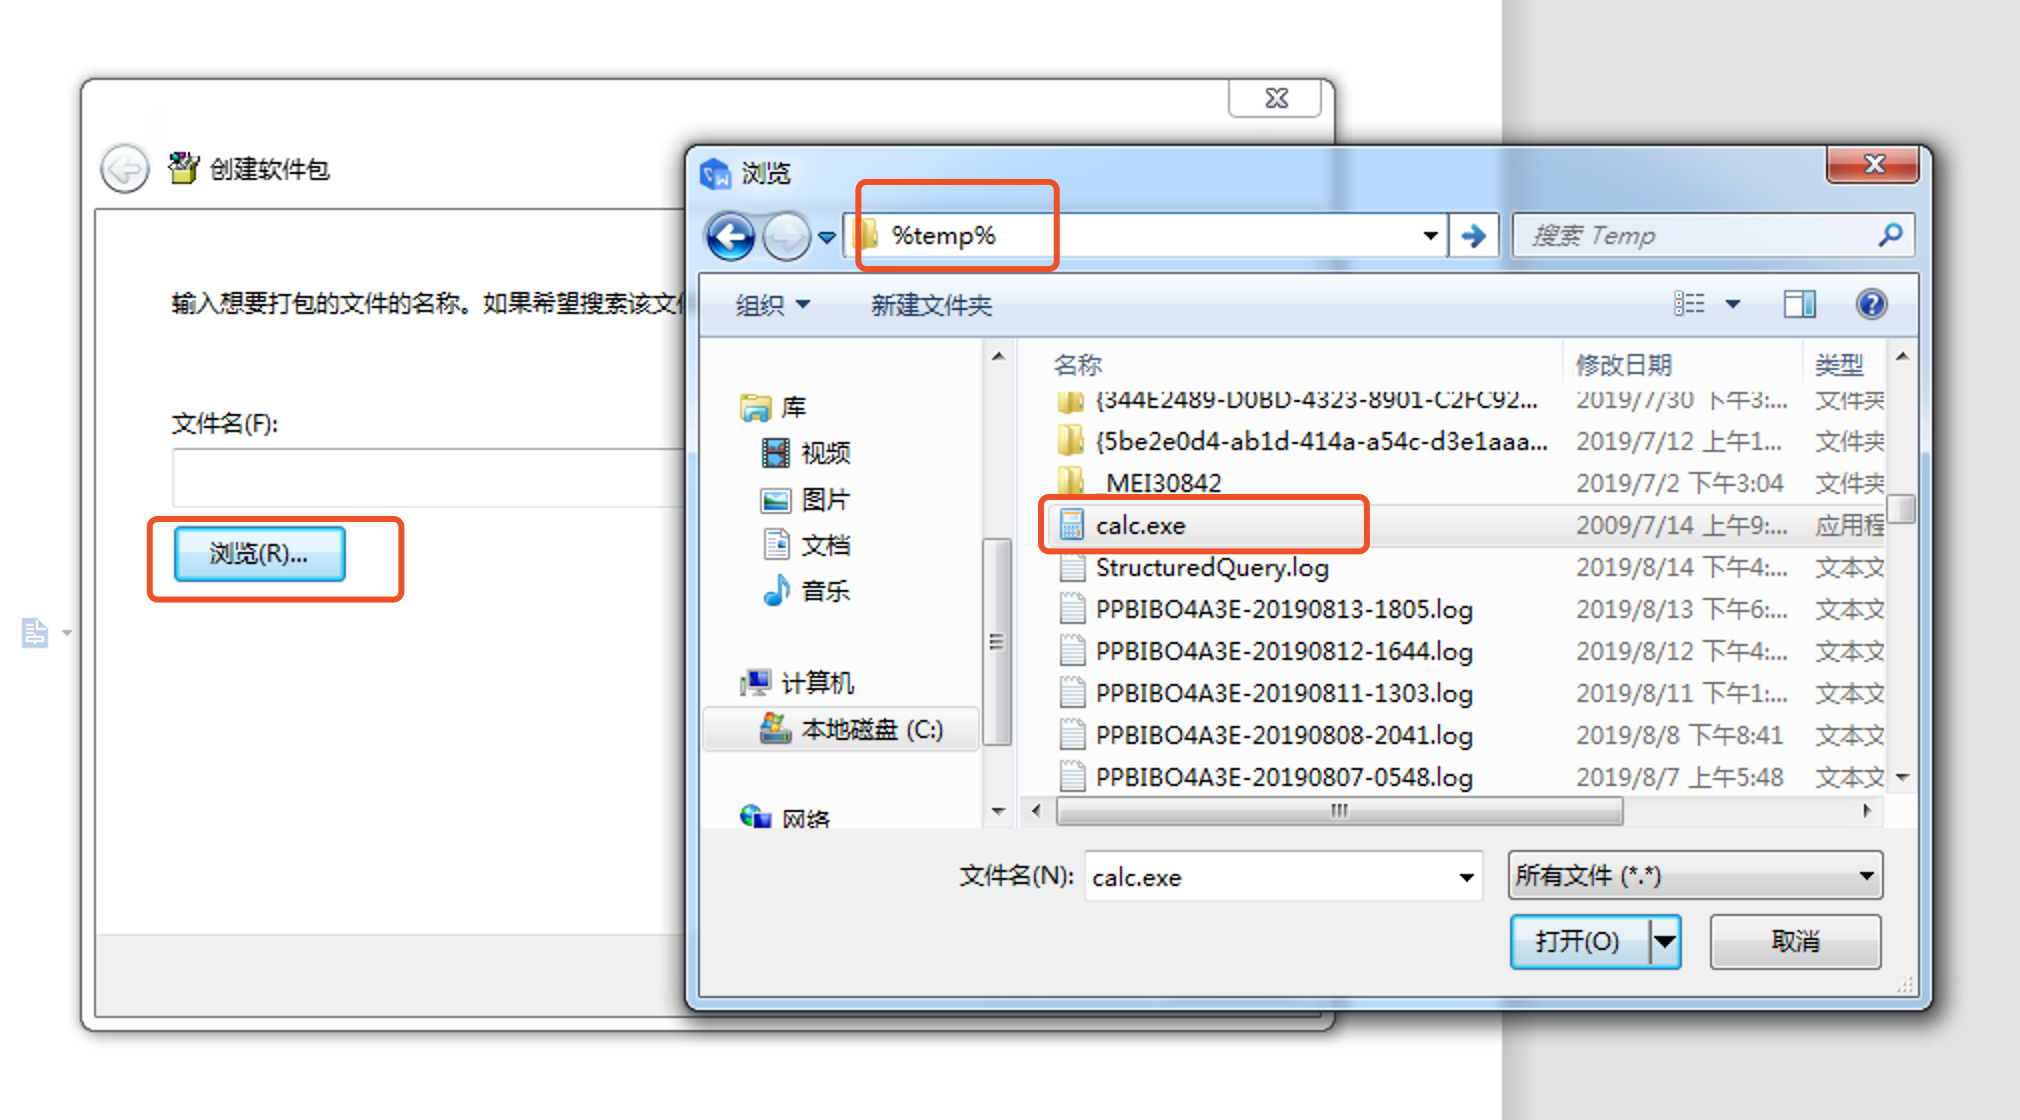 创建软件包
输入想要打包的文件的名称。如果希望搜索该文
文件名(F):
浏览(R)...
浏览
%temp%
搜索 Temp
组织
新建文件夹
库
视频
图片
文档
音乐
计算机
本地磁盘 (C:)
网络
名称 修改日期 类型
{344E2489-D0BD-4323-8901-C2FC92... 2019/7/30 下午3:... 文件夹
{5be2e0d4-ab1d-414a-a54c-d3e1aaa... 2019/7/12 上午1... 文件夹
_MEI30842 2019/7/2 下午3:04 文件夹
calc.exe 2009/7/14 上午9:... 应用程
StructuredQuery.log 2019/8/14 下午4:... 文本文
PPBIBO4A3E-20190813-1805.log 2019/8/13 下午6:... 文本文
PPBIBO4A3E-20190812-1644.log 2019/8/12 下午4:... 文本文
PPBIBO4A3E-20190811-1303.log 2019/8/11 下午1:... 文本文
PPBIBO4A3E-20190808-2041.log 2019/8/8 下午8:41 文本文
PPBIBO4A3E-20190807-0548.log 2019/8/7 上午5:48 文本文
文件名(N): calc.exe 所有文件 (*.*)
打开(O) 取消